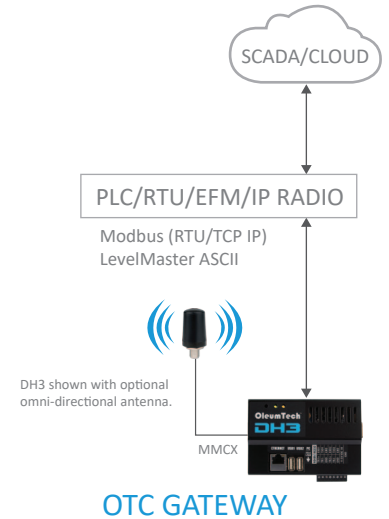 SCADA/CLOUD
PLC/RTU/EFM/IP RADIO
Modbus (RTU/TCP IP)
LevelMaster ASCII
DH3 shown with optional
omni-directional antenna.
MMCX
OleumTech
DH3
ETHERNET
OTC GATEWAY